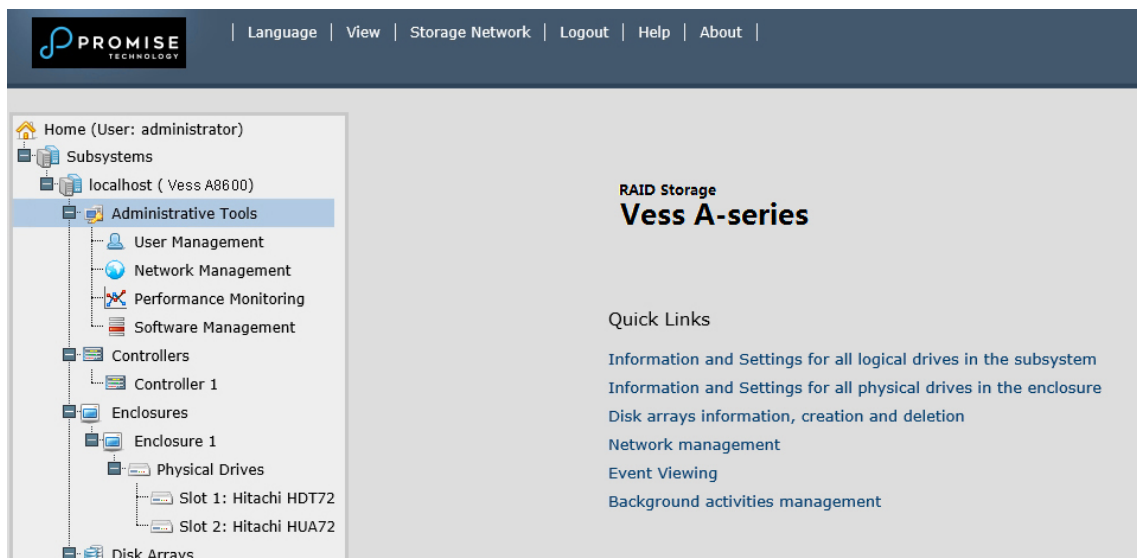 PROMISE
TECHNOLOGY
| Language | View | Storage Network | Logout | Help | About |
Home (User: administrator)
Subsystems
localhost ( Vess A8600)
Administrative Tools
User Management
Network Management
Performance Monitoring
Software Management
Controllers
Controller 1
Enclosures
Enclosure 1
Physical Drives
Slot 1: Hitachi HDT72
Slot 2: Hitachi HUA72
Disk Arrays
RAID Storage
Vess A-series
Quick Links
Information and Settings for all logical drives in the subsystem
Information and Settings for all physical drives in the enclosure
Disk arrays information, creation and deletion
Network management
Event Viewing
Background activities management